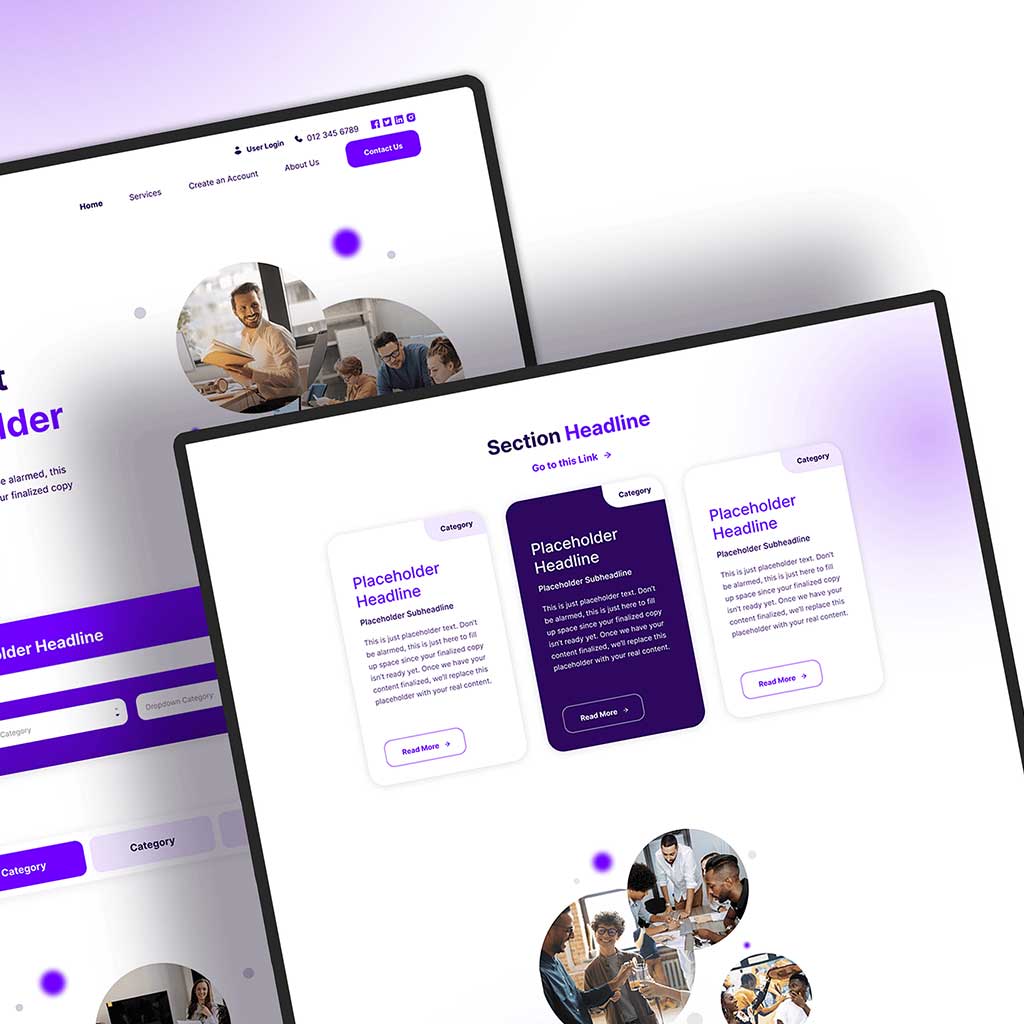 User Login
012 345 6789
Home
Services
Create an Account
About Us
Contact Us
e alarmed, this
ur finalized copy
Headline
Category
Dropdown Category
Category
Category
Section Headline
Go to this Link →
Category
Placeholder
Headline
Placeholder Subheadline
This is just placeholder text. Don't
be alarmed, this is just here to fill
up space since your finalized copy
isn't ready yet. Once we have your
content finalized, we'll replace this
placeholder with your real content.
Read More →
Category
Placeholder
Headline
Placeholder Subheadline
This is just placeholder text. Don't
be alarmed, this is just here to fill
up space since your finalized copy
isn't ready yet. Once we have your
content finalized, we'll replace this
placeholder with your real content.
Read More →
Category
Placeholder
Headline
Placeholder Subheadline
This is just placeholder text. Don't
be alarmed, this is just here to fill
up space since your finalized copy
isn't ready yet. Once we have your
content finalized, we'll replace this
placeholder with your real content.
Read More →